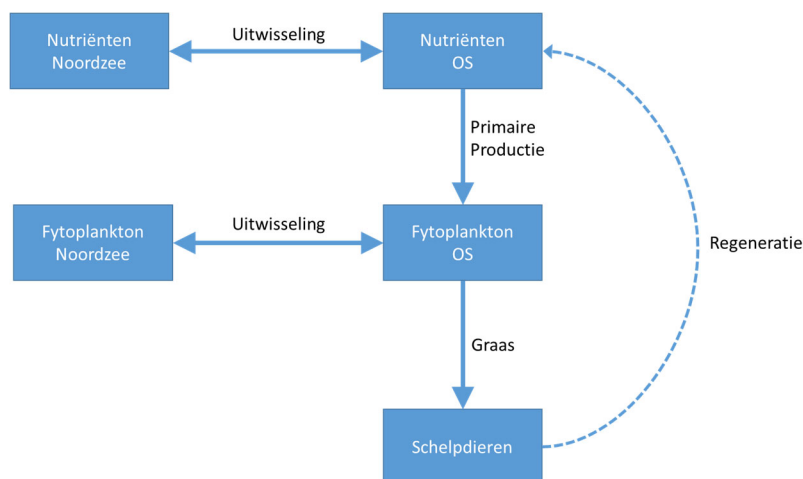 Nutriënten
Noordzee
Uitwisseling
Nutriënten
OS
Primaire
Productie
Fytoplankton
Noordzee
Uitwisseling
Fytoplankton
OS
Regeneratie
Graas
Schelpdieren